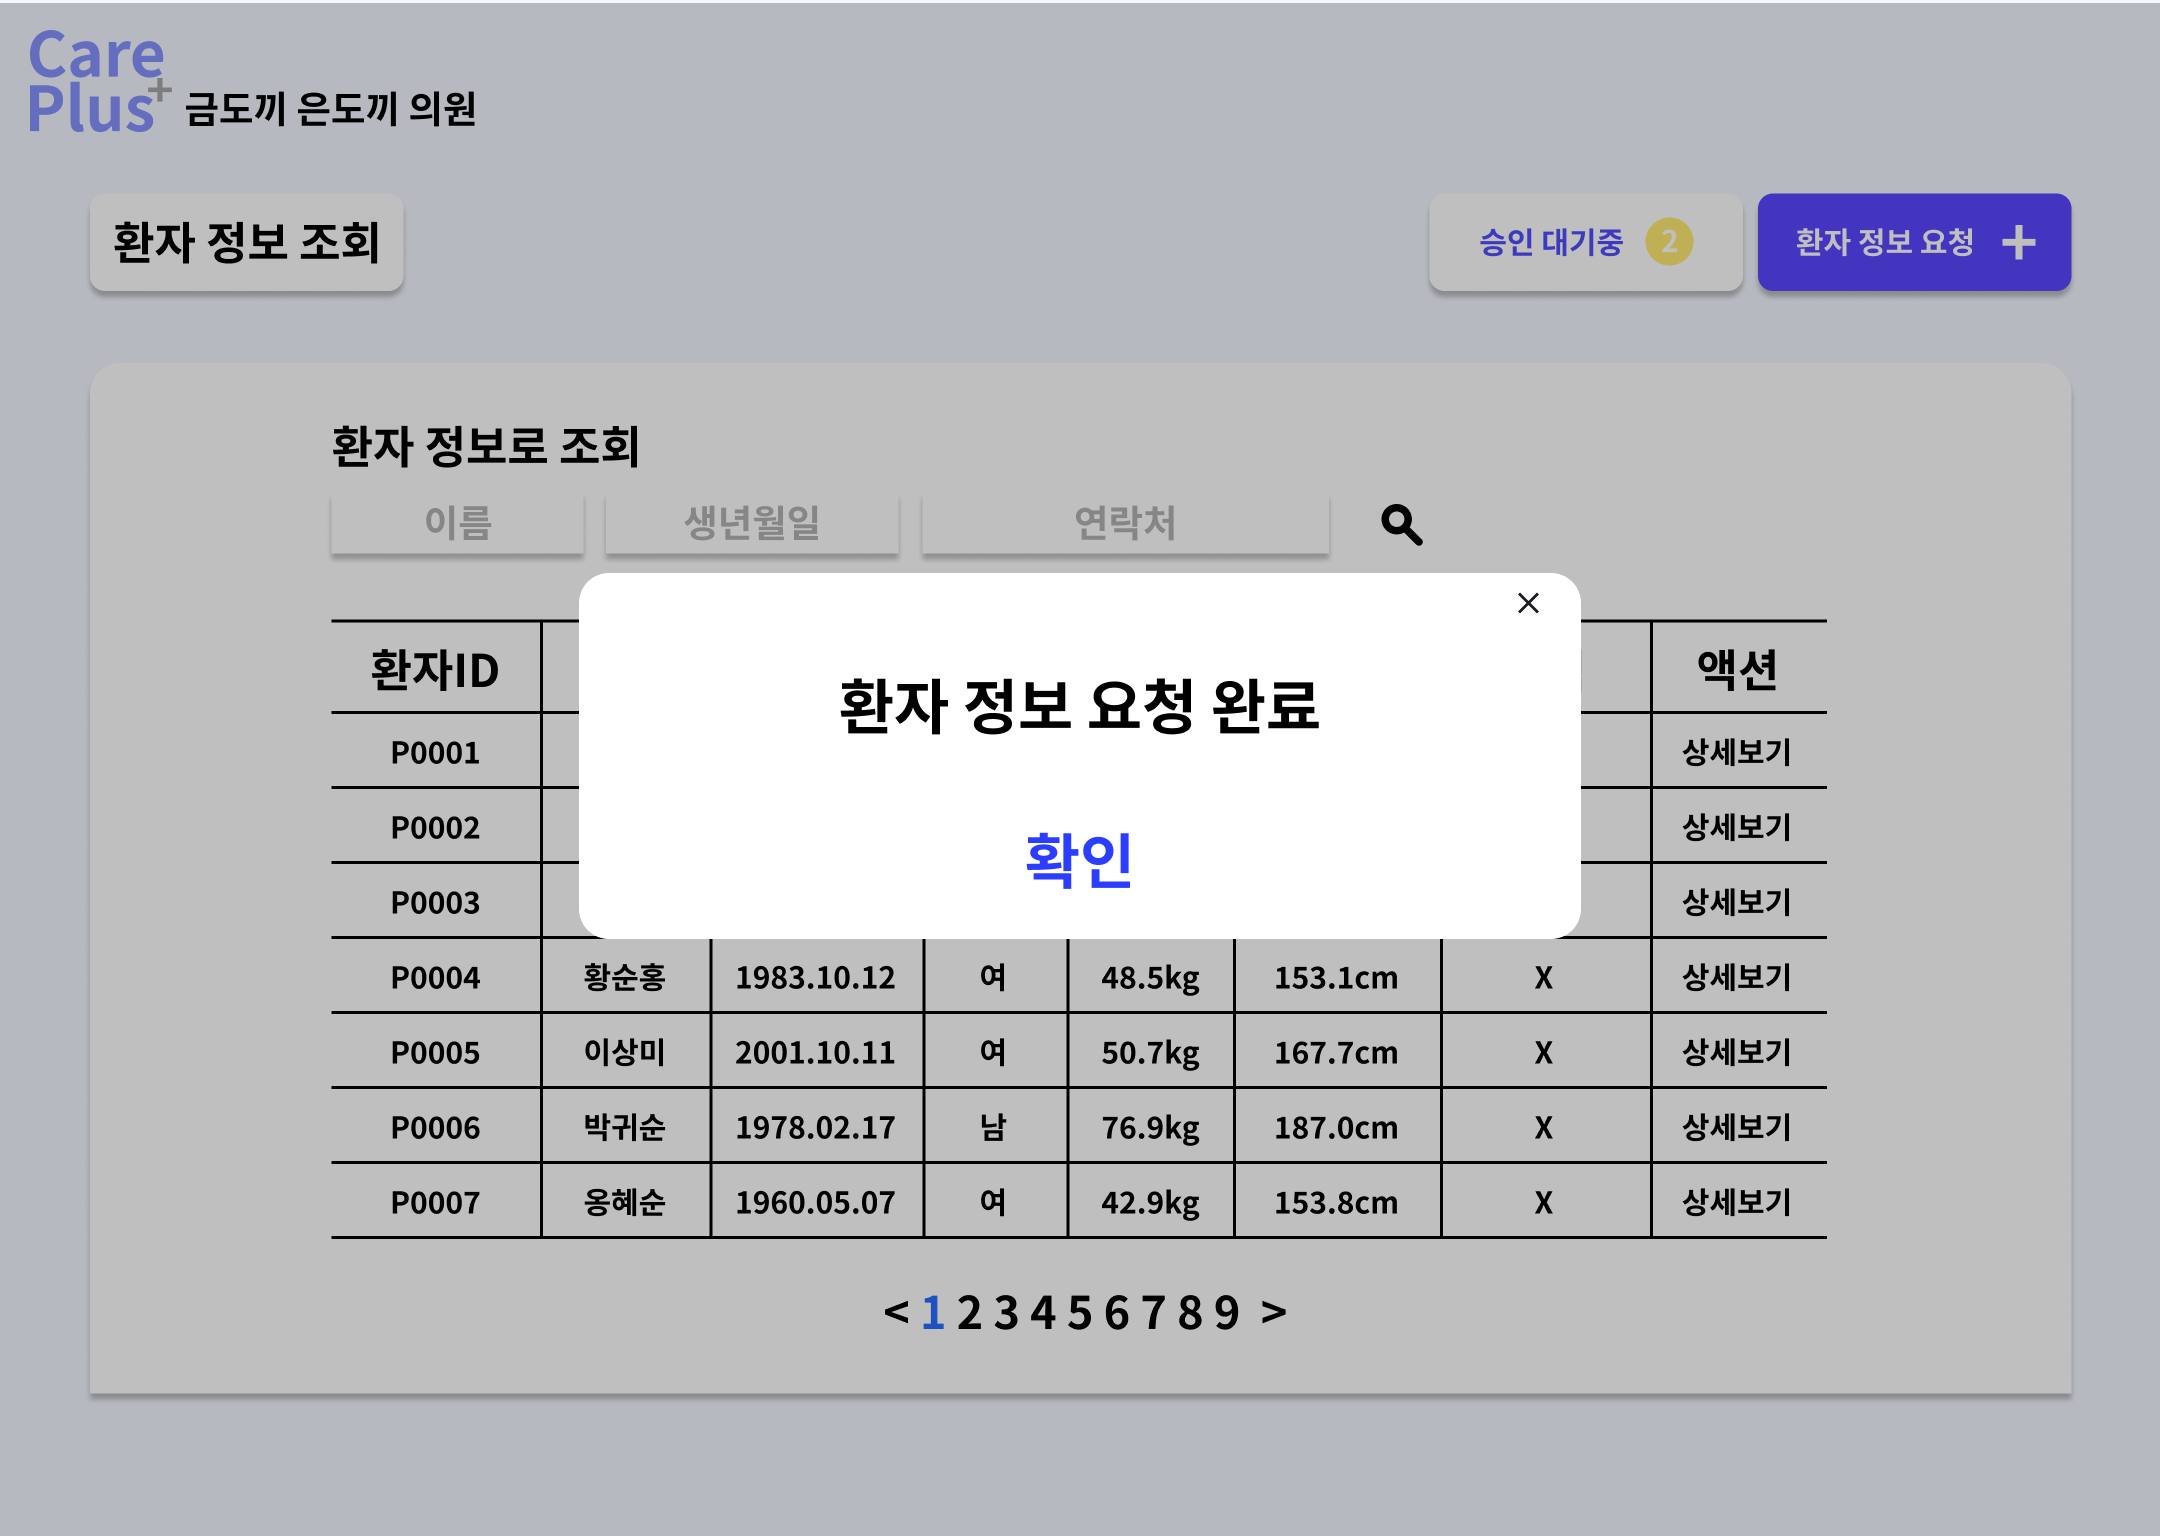 Care
Plus+ 금도끼 은도끼 의원
환자 정보 조회
승인 대기중 2
환자 정보 요청 +
환자 정보로 조회
이름 생년월일 연락처
환자 정보 요청 완료
확인
환자ID 액션
P0001 상세보기
P0002 상세보기
P0003 상세보기
P0004 황순홍 1983.10.12 여 48.5kg 153.1cm X 상세보기
P0005 이상미 2001.10.11 여 50.7kg 167.7cm X 상세보기
P0006 박귀순 1978.02.17 남 76.9kg 187.0cm X 상세보기
P0007 옹혜순 1960.05.07 여 42.9kg 153.8cm X 상세보기
< 1 2 3 4 5 6 7 8 9 >